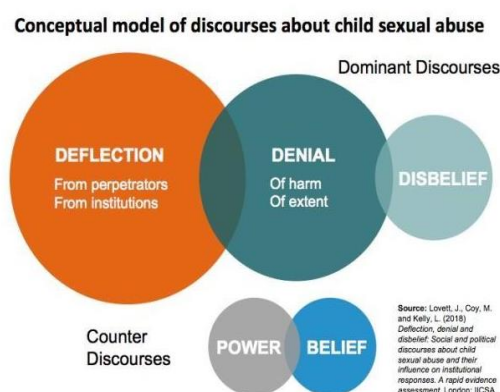 Conceptual model of discourses about child sexual abuse
Dominant Discourses
DEFLECTION
From perpetrators
From institutions
DENIAL
Of harm
Of extent
DISBELIEF
Counter
Discourses
POWER
BELIEF
Source: Lovett, J., Coy, M.
and Kelly, L. (2018)
Deflection, denial and
disbelief: Social and political
discourses about child
sexual abuse and their
influence on institutional
responses. A rapid evidence
assessment. London: IICSA